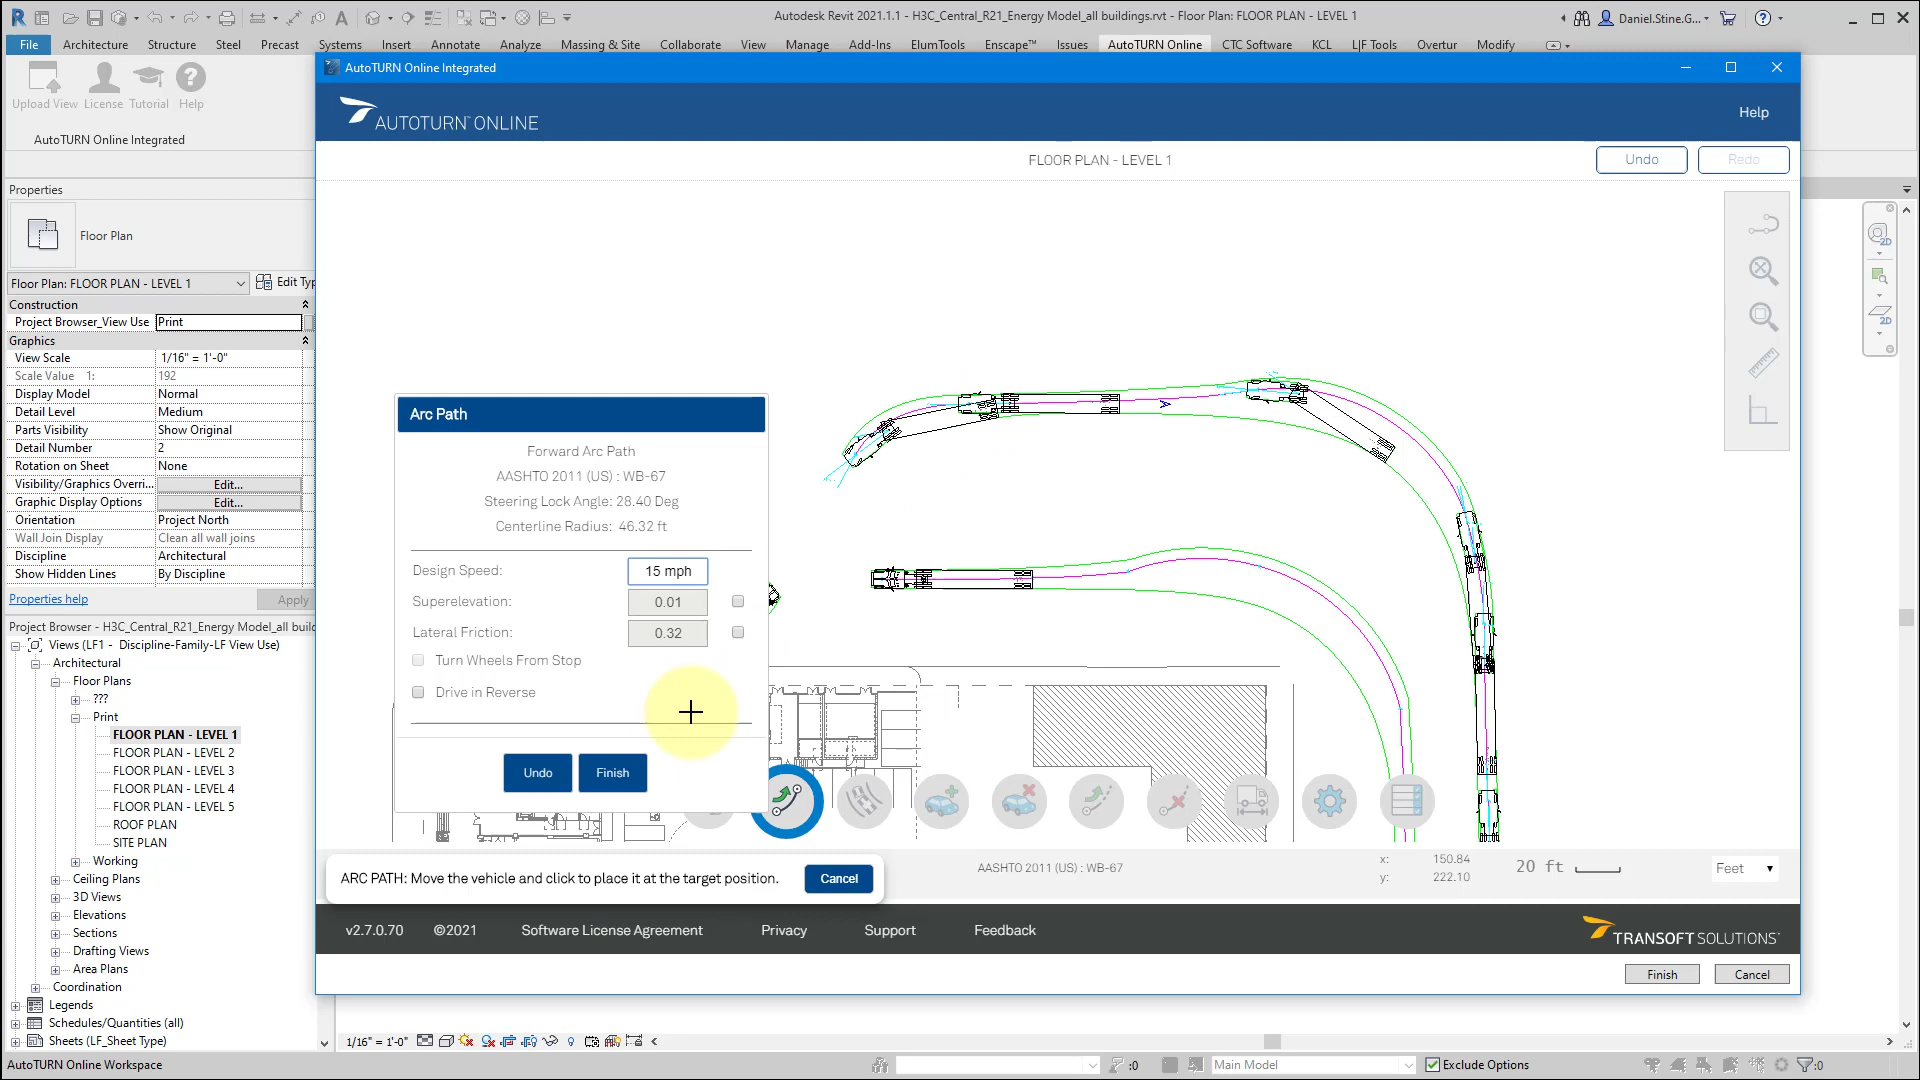 Autodesk Revit 2021.1.1 - H3C_Central_R21_Energy Model_all buildings.rvt - Floor Plan: FLOOR PLAN - LEVEL 1
Daniel.Stine.G...
File Architecture Structure Steel Precast Systems Insert Annotate Analyze Massing & Site Collaborate View Manage Add-Ins ElumTools Enscape™ Issues AutoTURN Online CTC Software KCL L|F Tools Overtur Modify
Upload View License Tutorial Help
AutoTURN Online Integrated
AutoTURN Online Integrated
AUTOTURN ONLINE
Help
FLOOR PLAN - LEVEL 1
Undo
Redo
Properties
Floor Plan
Floor Plan: FLOOR PLAN - LEVEL 1
Edit Typ
Construction
Project Browser_View Use Print
Graphics
View Scale 1/16" = 1'-0"
Scale Value 1: 192
Display Model Normal
Detail Level Medium
Parts Visibility Show Original
Detail Number 2
Rotation on Sheet None
Visibility/Graphics Overri... Edit...
Graphic Display Options Edit...
Orientation Project North
Wall Join Display Clean all wall joins
Discipline Architectural
Show Hidden Lines By Discipline
Properties help
Apply
Project Browser - H3C_Central_R21_Energy Model_all build
Views (LF1 - Discipline-Family-LF View Use)
Architectural
Floor Plans
???
Print
FLOOR PLAN - LEVEL 1
FLOOR PLAN - LEVEL 2
FLOOR PLAN - LEVEL 3
FLOOR PLAN - LEVEL 4
FLOOR PLAN - LEVEL 5
ROOF PLAN
SITE PLAN
Working
Ceiling Plans
3D Views
Elevations
Sections
Drafting Views
Area Plans
Coordination
Legends
Schedules/Quantities (all)
Sheets (LF_Sheet Type)
Arc Path
Forward Arc Path
AASHTO 2011 (US) : WB-67
Steering Lock Angle: 28.40 Deg
Centerline Radius: 46.32 ft
Design Speed: 15 mph
Superelevation: 0.01
Lateral Friction: 0.32
Turn Wheels From Stop
Drive in Reverse
Undo
Finish
A
2D
2D
ARC PATH: Move the vehicle and click to place it at the target position.
Cancel
AASHTO 2011 (US) : WB-67
x: 150.84
y: 222.10
20 ft
Feet
v2.7.0.70 ©2021 Software License Agreement Privacy Support Feedback
TRANSOFT SOLUTIONS
Finish
Cancel
1/16" = 1'-0"
AutoTURN Online Workspace
:0
Main Model
Exclude Options
:0